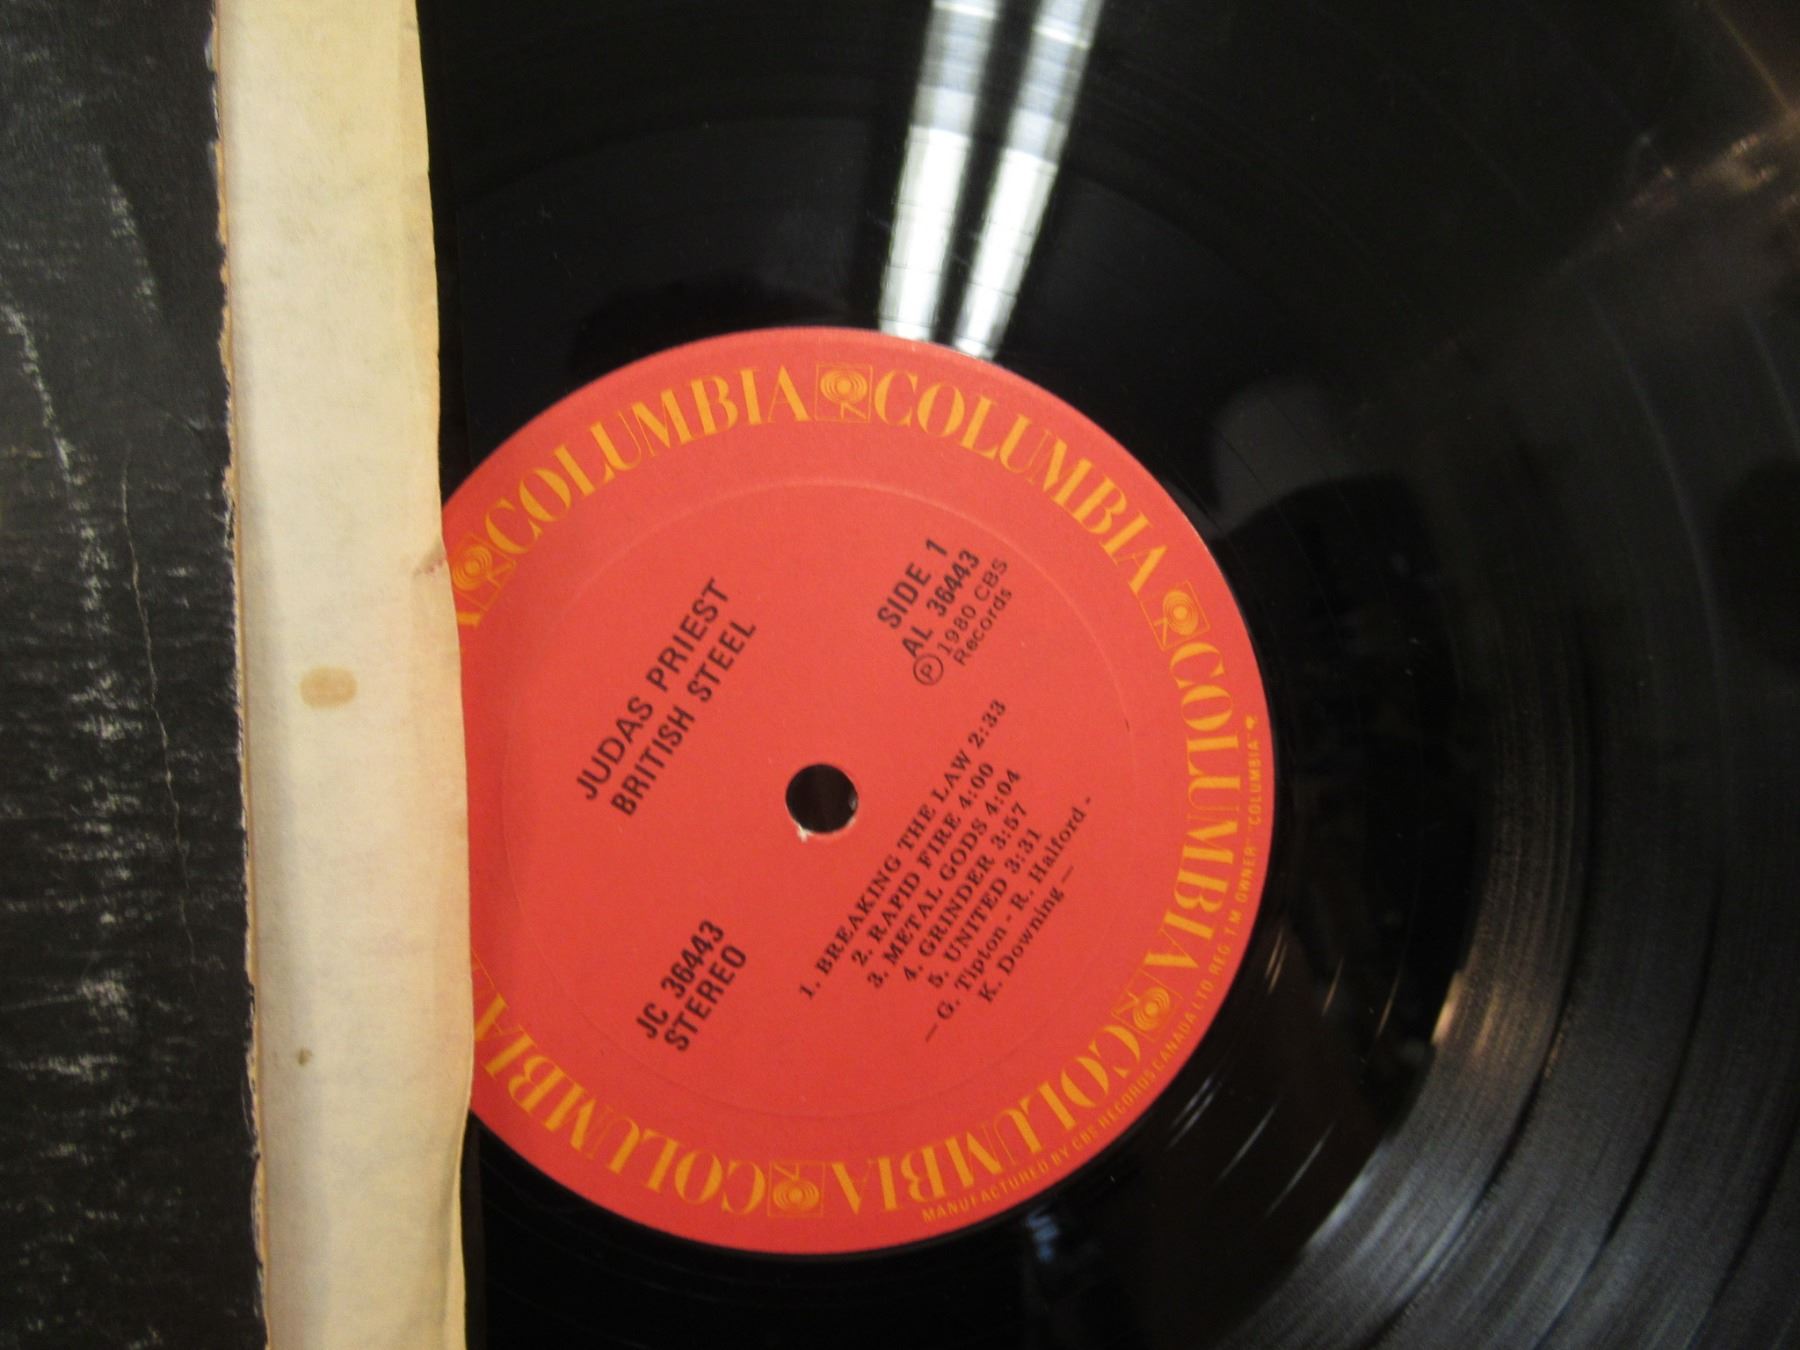 JUDAS PRIEST
BRITISH STEEL
JC 36443
STEREO
SIDE 1
AL 36443
Ⓟ 1980 CBS
Records
1. BREAKING THE LAW 2:33
2. RAPID FIRE 4:00
3. METAL GODS 4:04
4. GRINDER 3:57
5. UNITED 3:31
— G. Tipton - R. Halford -
K. Downing —
COLUMBIA COLUMBIA COLUMBIA COLUMBIA COLUMBIA COLUMBIA
MANUFACTURED BY CBS RECORDS CANADA LTD REG. T.M. OWNER "COLUMBIA"